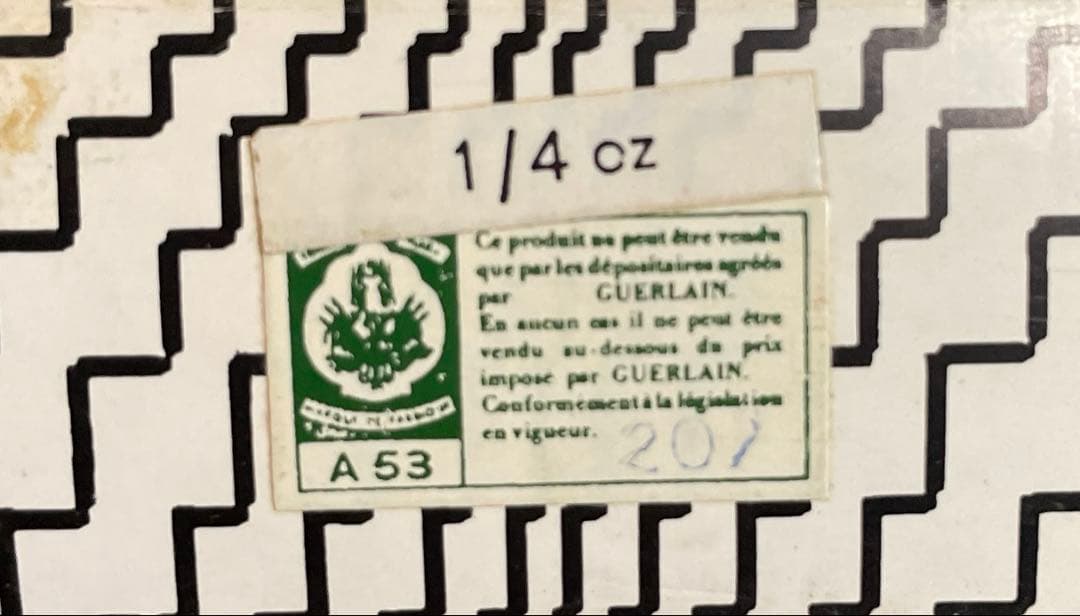 1/4 oz
Ce produit ne peut être vendu
que par les dépositaires agréés
par GUERLAIN.
En aucun cas il ne peut être
vendu au-dessous du prix
imposé par GUERLAIN.
Conformément à la législation
en vigueur.
207
A 53